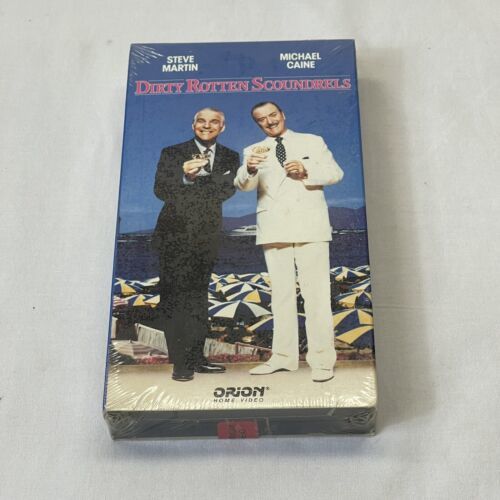 STEVE MARTIN
MICHAEL CAINE
DIRTY ROTTEN SCOUNDRELS
ORION®
HOME VIDEO